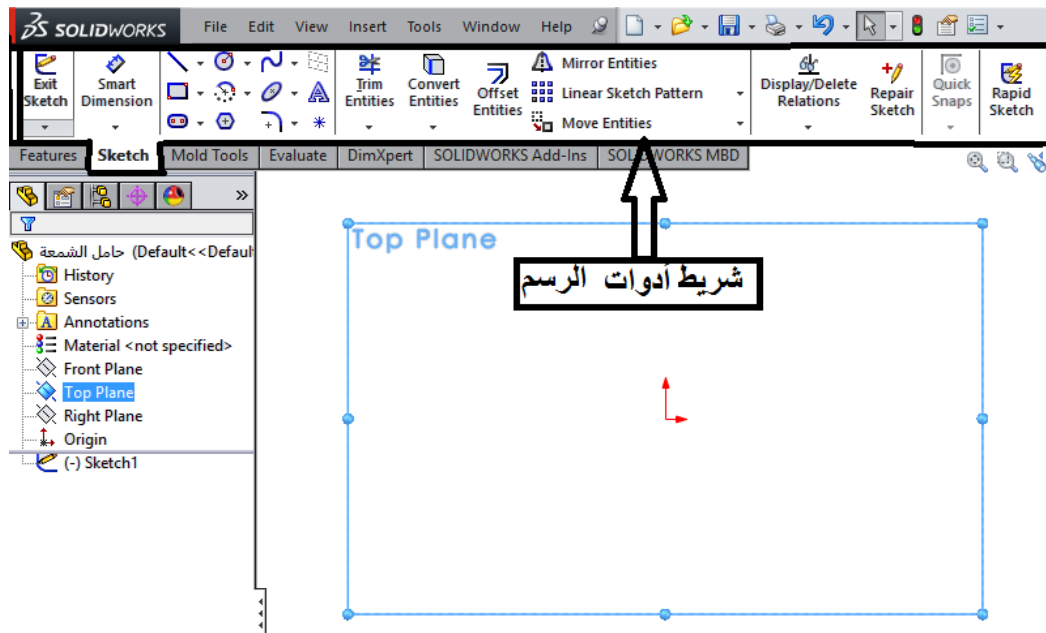 SOLIDWORKS File Edit View Insert Tools Window Help
Exit Sketch
Smart Dimension
Trim Entities
Convert Entities
Offset Entities
Mirror Entities
Linear Sketch Pattern
Move Entities
Display/Delete Relations
Repair Sketch
Quick Snaps
Rapid Sketch
Features Sketch Mold Tools Evaluate DimXpert SOLIDWORKS Add-Ins SOLIDWORKS MBD
حامل الشمعة (Default<<Defaul
History
Sensors
A Annotations
Material <not specified>
Front Plane
Top Plane
Right Plane
Origin
(-) Sketch1
Top Plane
شريط أدوات الرسم